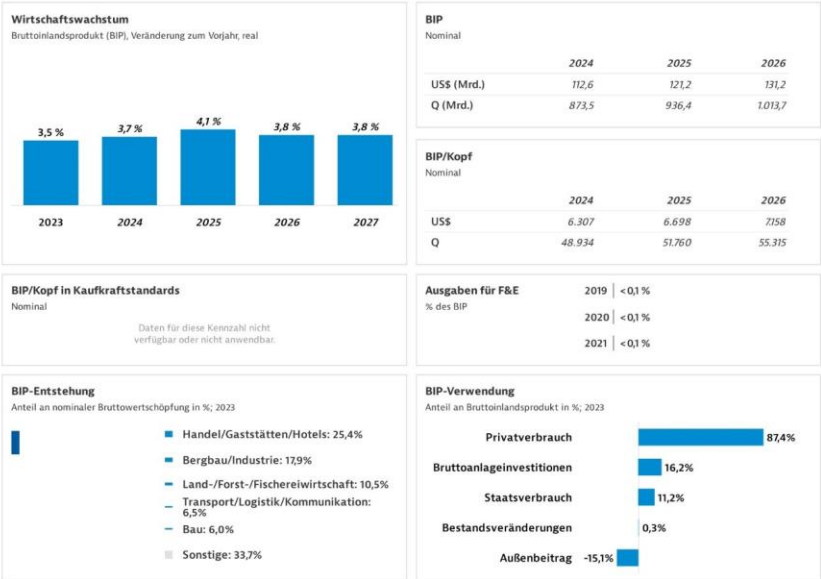 Wirtschaftswachstum
Bruttoinlandsprodukt (BIP), Veränderung zum Vorjahr, real
3,5 % 3,7 % 4,1 % 3,8 % 3,8 %
2023 2024 2025 2026 2027
BIP
Nominal
2024 2025 2026
US$ (Mrd.) 112,6 121,2 131,2
Q (Mrd.) 873,5 936,4 1.013,7
BIP/Kopf
Nominal
2024 2025 2026
US$ 6.307 6.698 7.158
Q 48.934 51.760 55.315
BIP/Kopf in Kaufkraftstandards
Nominal
Daten für diese Kennzahl nicht
verfügbar oder nicht anwendbar.
Ausgaben für F&E
% des BIP
2019 <0,1 %
2020 <0,1 %
2021 <0,1 %
BIP-Entstehung
Anteil an nominaler Bruttowertschöpfung in %; 2023
Handel/Gaststätten/Hotels: 25,4%
Bergbau/Industrie: 17,9%
Land-/Forst-/Fischereiwirtschaft: 10,5%
Transport/Logistik/Kommunikation:
6,5%
Bau: 6,0%
Sonstige: 33,7%
BIP-Verwendung
Anteil an Bruttoinlandsprodukt in %; 2023
Privatverbrauch 87,4%
Bruttoanlageinvestitionen 16,2%
Staatsverbrauch 11,2%
Bestandsveränderungen 0,3%
Außenbeitrag -15,1%